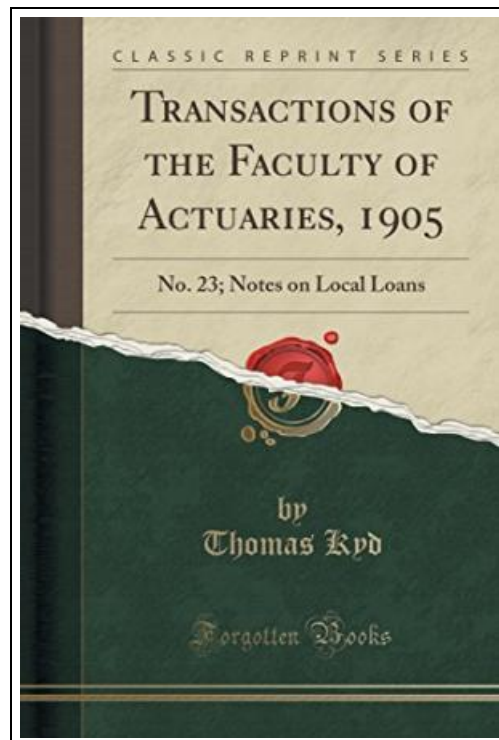 CLASSIC REPRINT SERIES
TRANSACTIONS OF
THE FACULTY OF
ACTUARIES, 1905
No. 23; Notes on Local Loans
by
Thomas Kyd
Forgotten Books